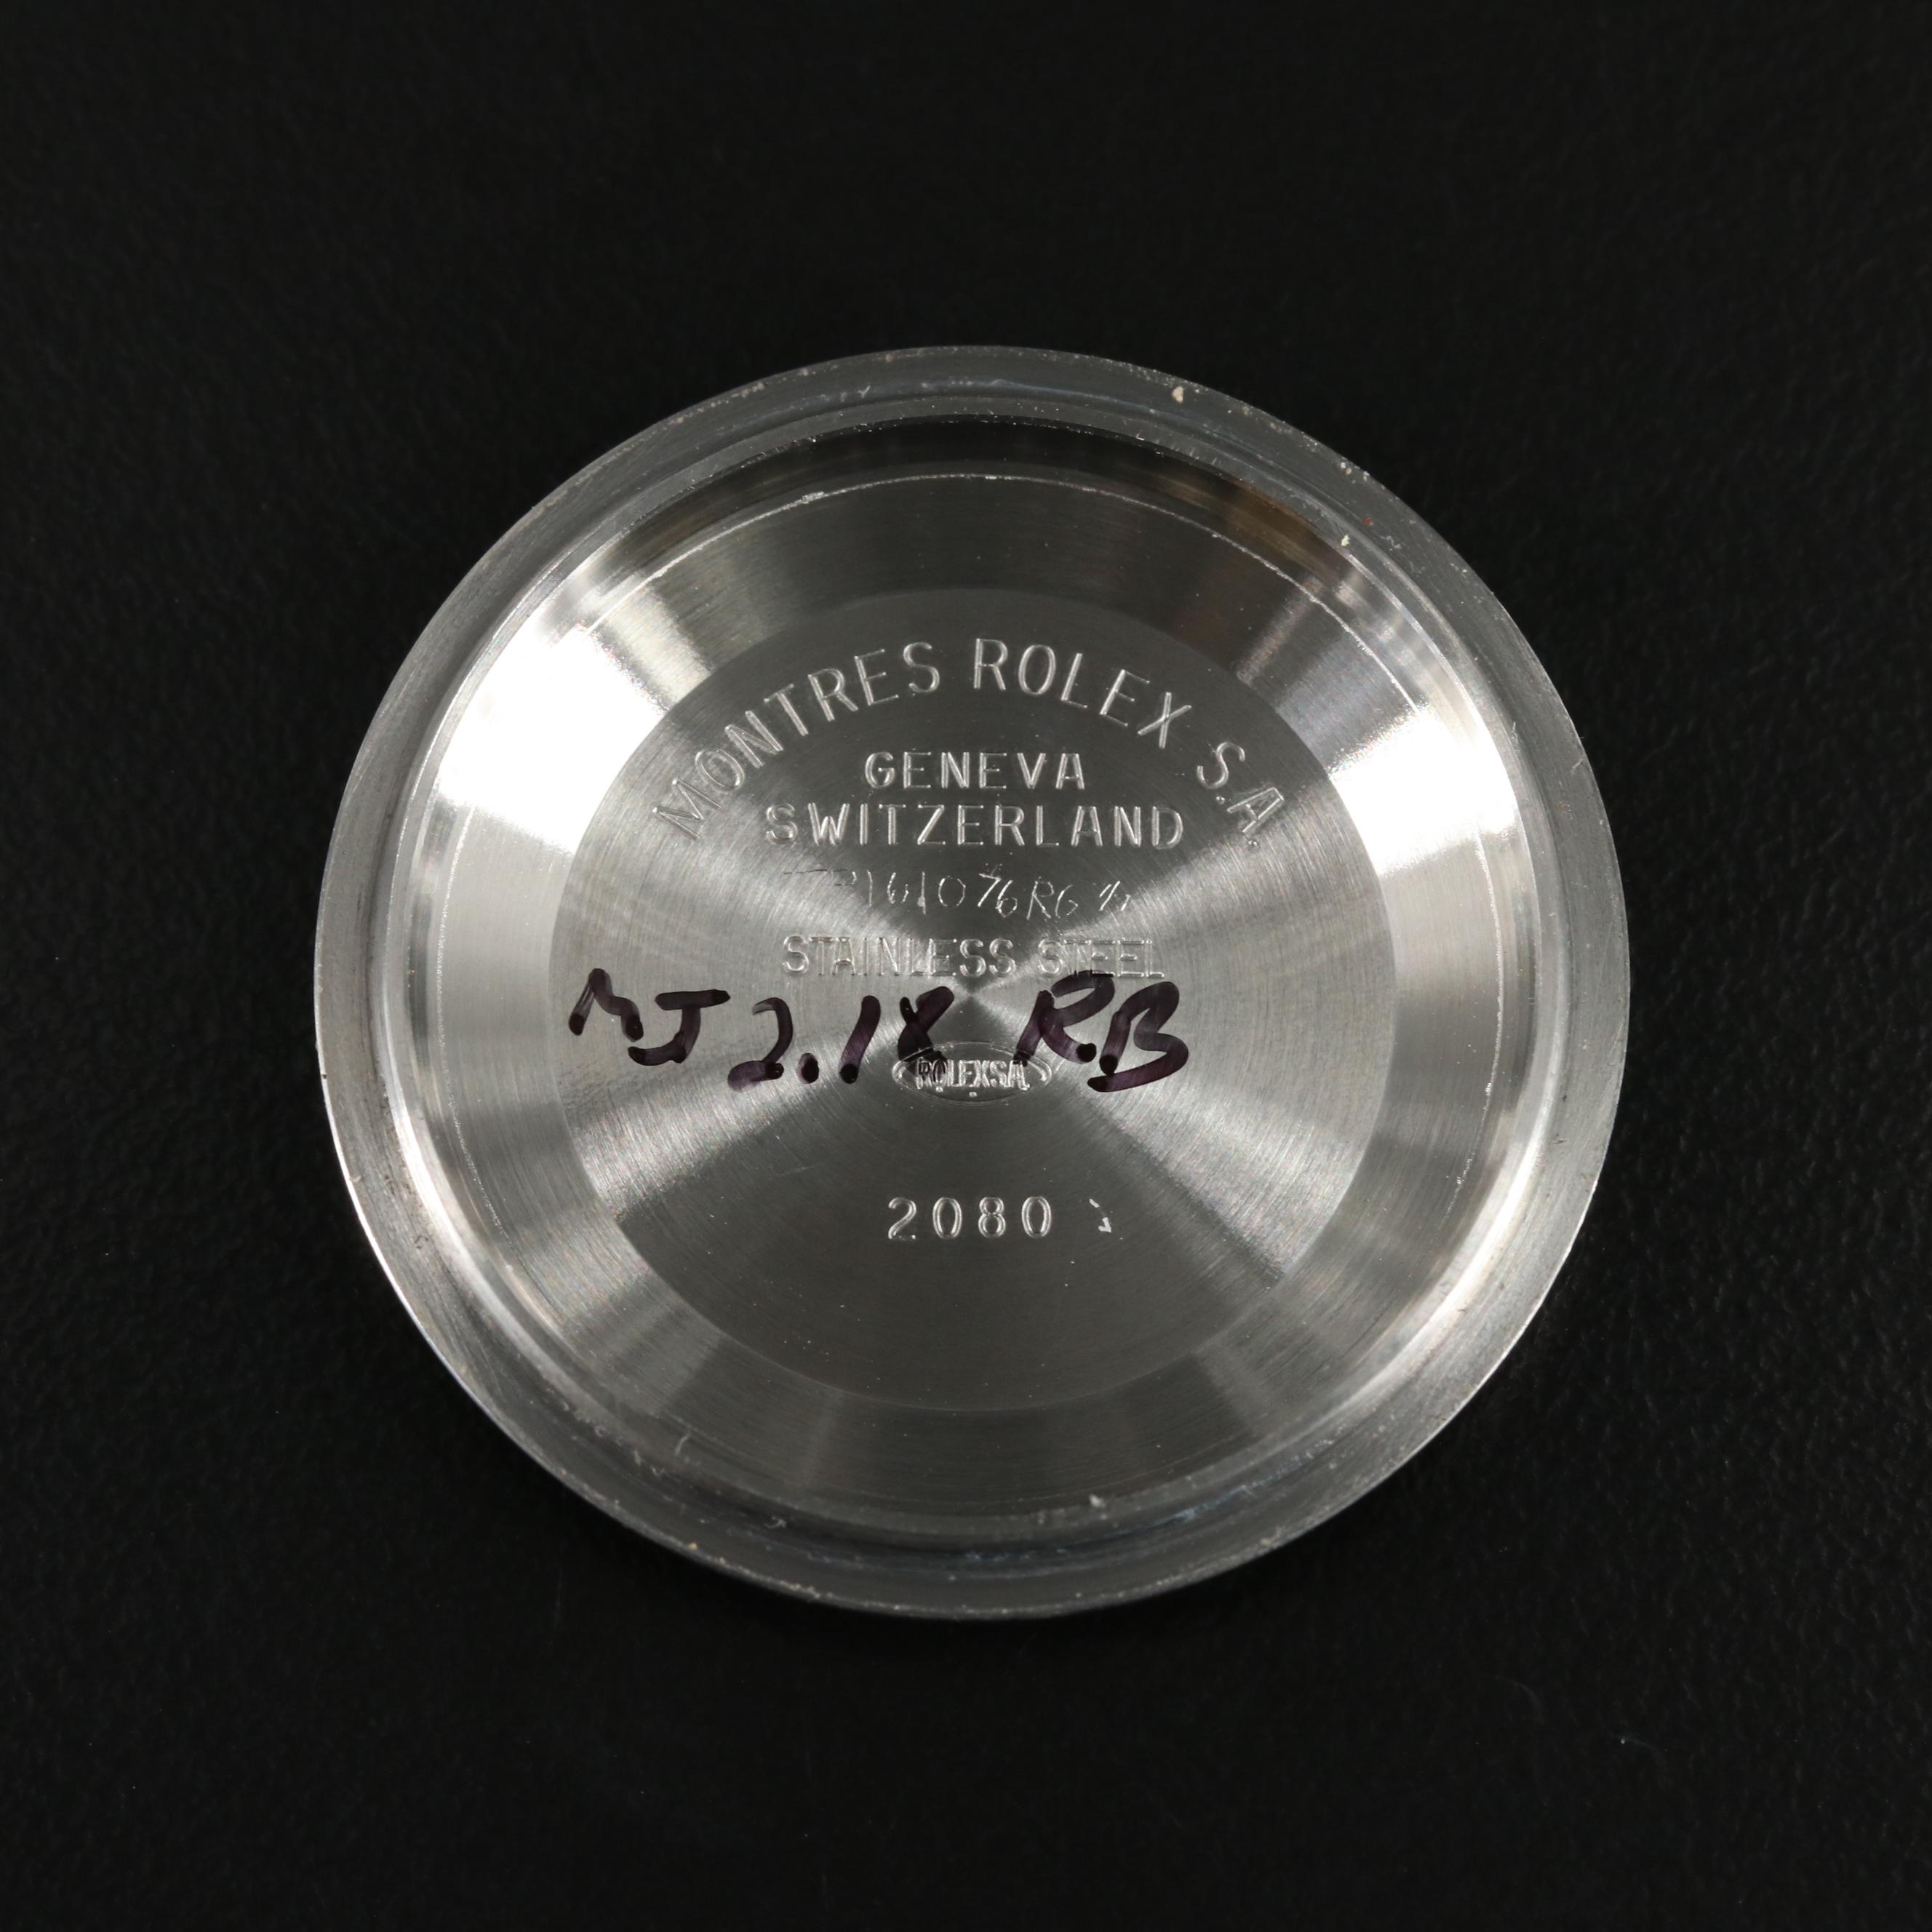 MONTRES ROLEX S.A.
GENEVA
SWITZERLAND
STAINLESS STEEL
MJ 2.18 RB
ROLEXSA
2080